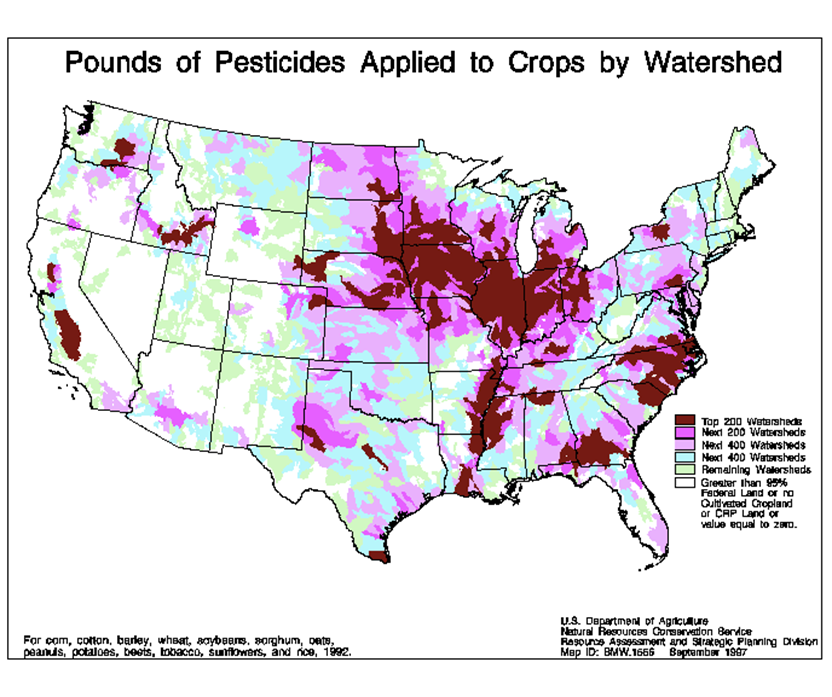 Pounds of Pesticides Applied to Crops by Watershed
Top 200 Watersheds
Next 200 Watersheds
Next 400 Watersheds
Next 400 Watersheds
Remaining Watersheds
Greater than 95%
Federal Land or no
Cultivated Cropland
or CRP Land or
value equal to zero.
For corn, cotton, barley, wheat, soybeans, sorghum, oats,
peanuts, potatoes, beets, tobacco, sunflowers, and rice, 1992.
U.S. Department of Agriculture
Natural Resources Conservation Service
Resource Assessment and Strategic Planning Division
Map ID: BMW.1556 September 1997